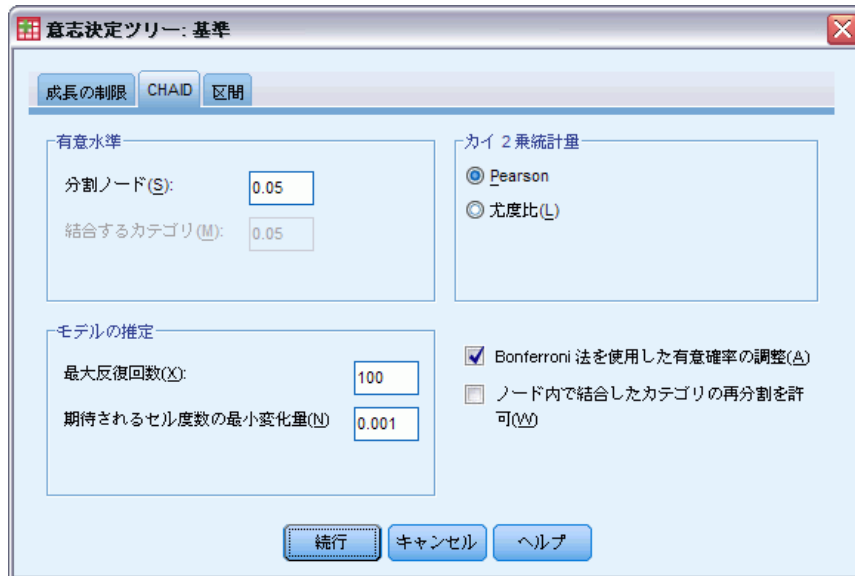 意志決定ツリー: 基準
成長の制限 CHAID 区間
有意水準
分割ノード(S): 0.05
結合するカテゴリ(M): 0.05
カイ 2 乗統計量
Pearson
尤度比(L)
モデルの推定
最大反復回数(X): 100
期待されるセル度数の最小変化量(N) 0.001
Bonferroni 法を使用した有意確率の調整(A)
ノード内で結合したカテゴリの再分割を許
可(W)
続行 キャンセル ヘルプ